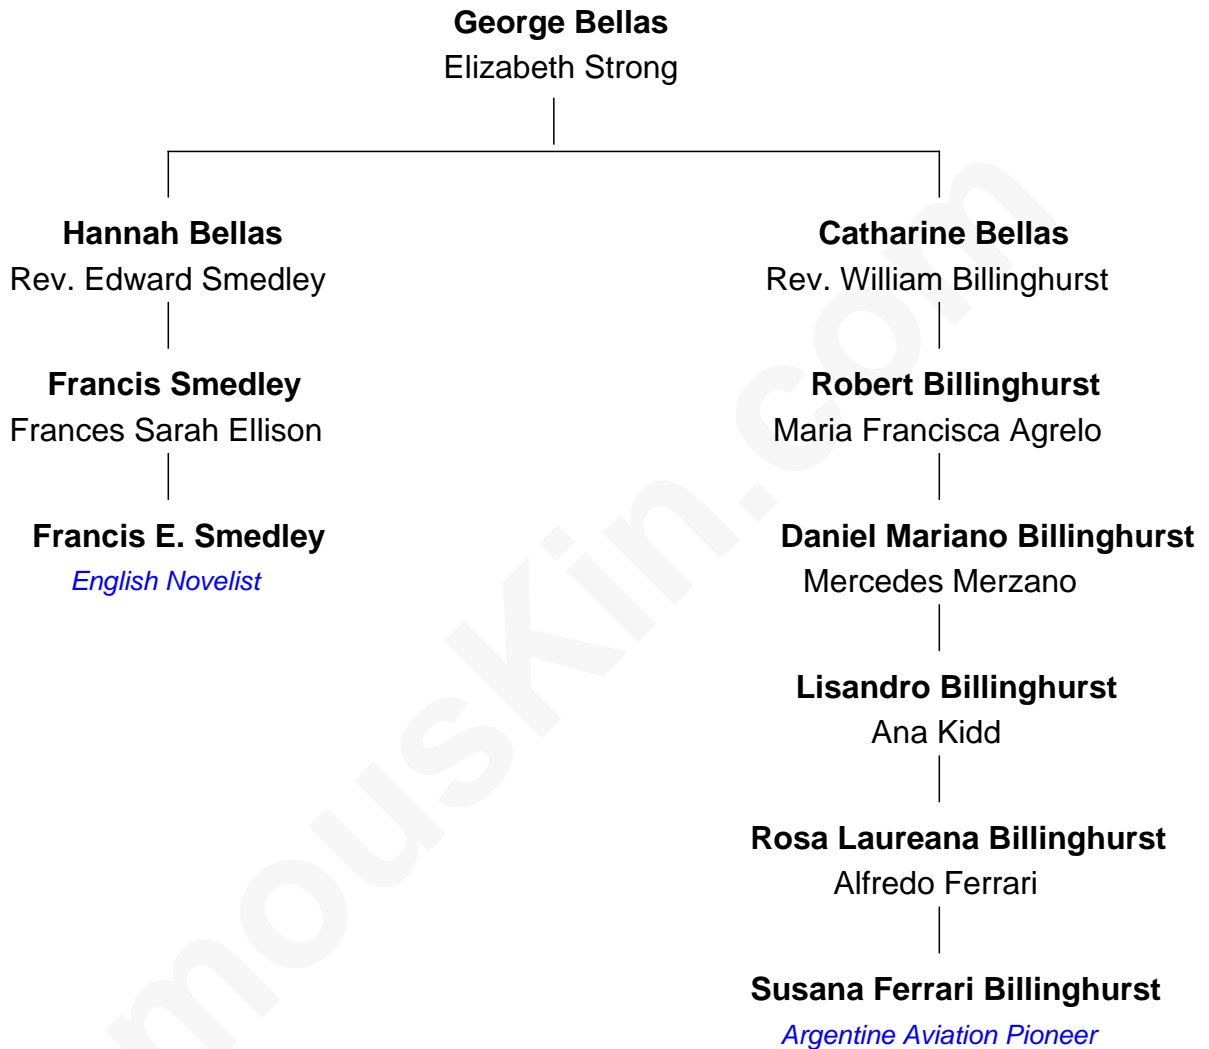 George Bellas
Elizabeth Strong
Hannah Bellas
Rev. Edward Smedley
Catharine Bellas
Rev. William Billinghurst
Francis Smedley
Frances Sarah Ellison
Robert Billinghurst
Maria Francisca Agrelo
Francis E. Smedley
English Novelist
Daniel Mariano Billinghurst
Mercedes Merzano
Lisandro Billinghurst
Ana Kidd
Rosa Laureana Billinghurst
Alfredo Ferrari
Susana Ferrari Billinghurst
Argentine Aviation Pioneer
mousKin.com